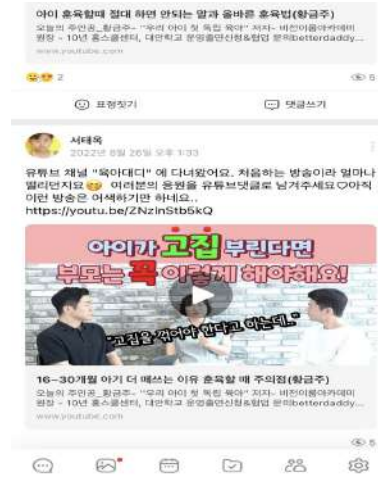 아이 훈육할때 절대 하면 안되는 말과 올바른 훈육법(황금주)
오늘의 주인공_황금주- "우리 아이 첫 독립 육아" 저자- 비전이룸아카데미
원장 - 10년 홈스쿨센터, 대안학교 운영출연신청&협업 문의betterdaddy...
www.youtube.com
2
5
표정짓기
댓글쓰기
서태옥
2022년 8월 26일 오후 1:33
유튜브 채널 "육아대디" 에 다녀왔어요. 처음하는 방송이라 얼마나
떨리던지요 여러분의 응원을 유튜브댓글로 남겨주세요♡아직
이런 방송은 어색하기만 하네요..
https://youtu.be/ZNzInStb5kQ
아이가 고집 부린다면
부모는 꼭 이렇게 해야해요!
"고집을 꺾어야 한다고 하는데.."
16-30개월 아기 더 떼쓰는 이유 훈육할 때 주의점(황금주)
오늘의 주인공_황금주- "우리 아이 첫 독립 육아" 저자- 비전이룸아카데미
원장 - 10년 홈스쿨센터, 대안학교 운영출연신청&협업 문의betterdaddy...
www.youtube.com
5